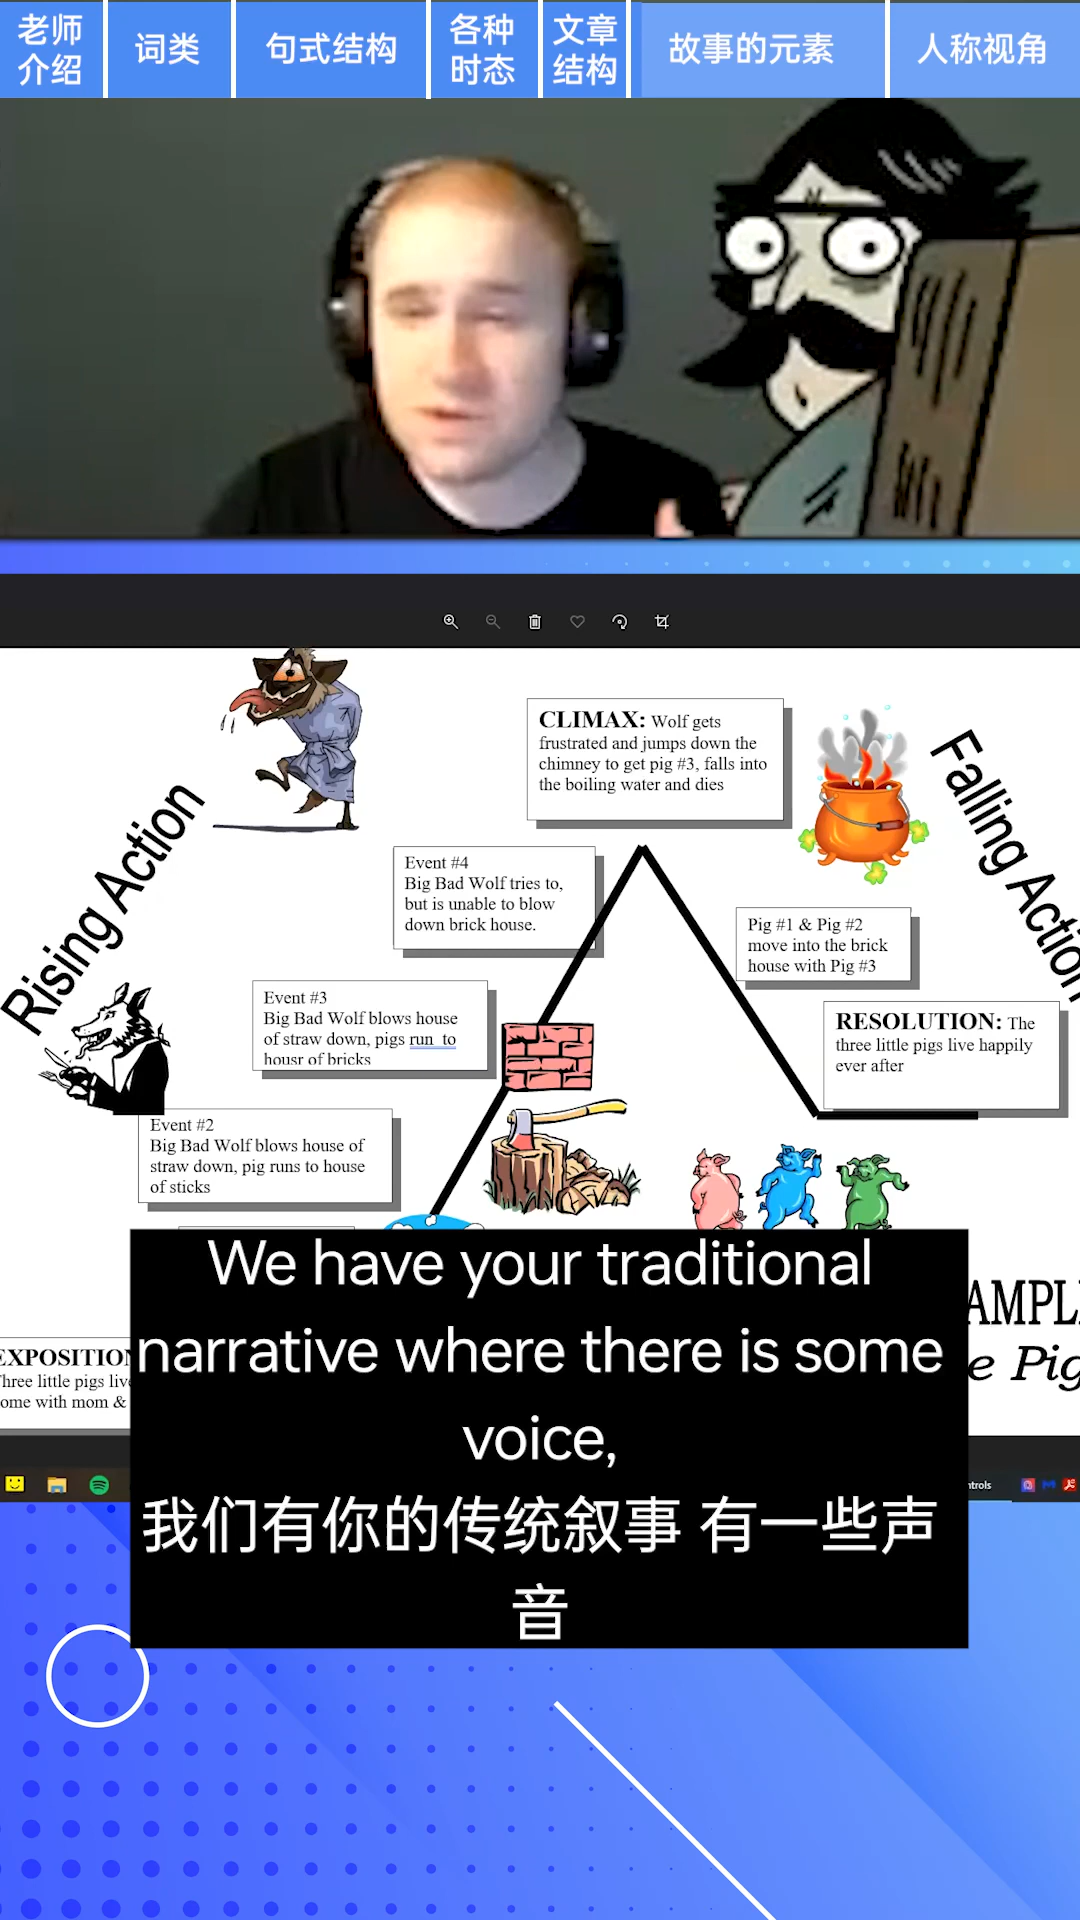 老师
介绍
词类
句式结构
各种
时态
文章
结构
故事的元素
人称视角
Rising Action
CLIMAX: Wolf gets
frustrated and jumps down the
chimney to get pig #3, falls into
the boiling water and dies
Falling Action
Event #4
Big Bad Wolf tries to,
but is unable to blow
down brick house.
Pig #1 & Pig #2
move into the brick
house with Pig #3
Event #3
Big Bad Wolf blows house
of straw down, pigs run to
housr of bricks
RESOLUTION: The
three little pigs live happily
ever after
Event #2
Big Bad Wolf blows house of
straw down, pig runs to house
of sticks
EXPOSITION
Three little pigs live
ome with mom &
AMPL
e Pig
ntrols
We have your traditional
narrative where there is some
voice,
我们有你的传统叙事 有一些声
音